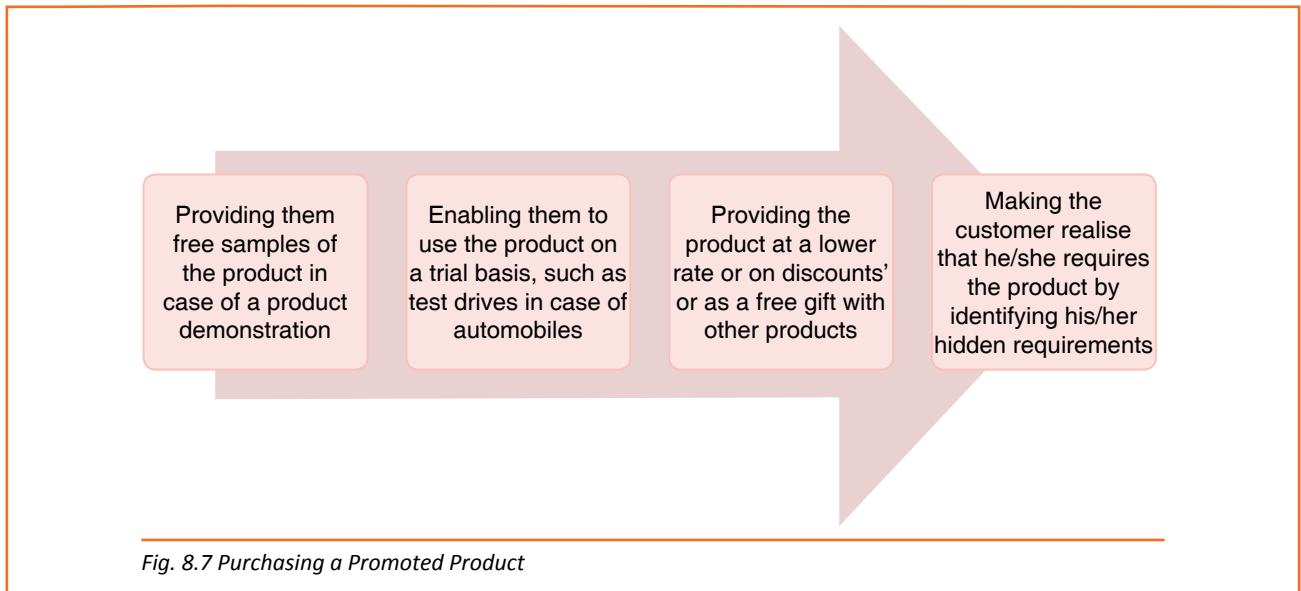 Providing them
free samples of
the product in
case of a product
demonstration
Enabling them to
use the product on
a trial basis, such as
test drives in case of
automobiles
Providing the
product at a lower
rate or on discounts’
or as a free gift with
other products
Making the
customer realise
that he/she requires
the product by
identifying his/her
hidden requirements
Fig. 8.7 Purchasing a Promoted Product